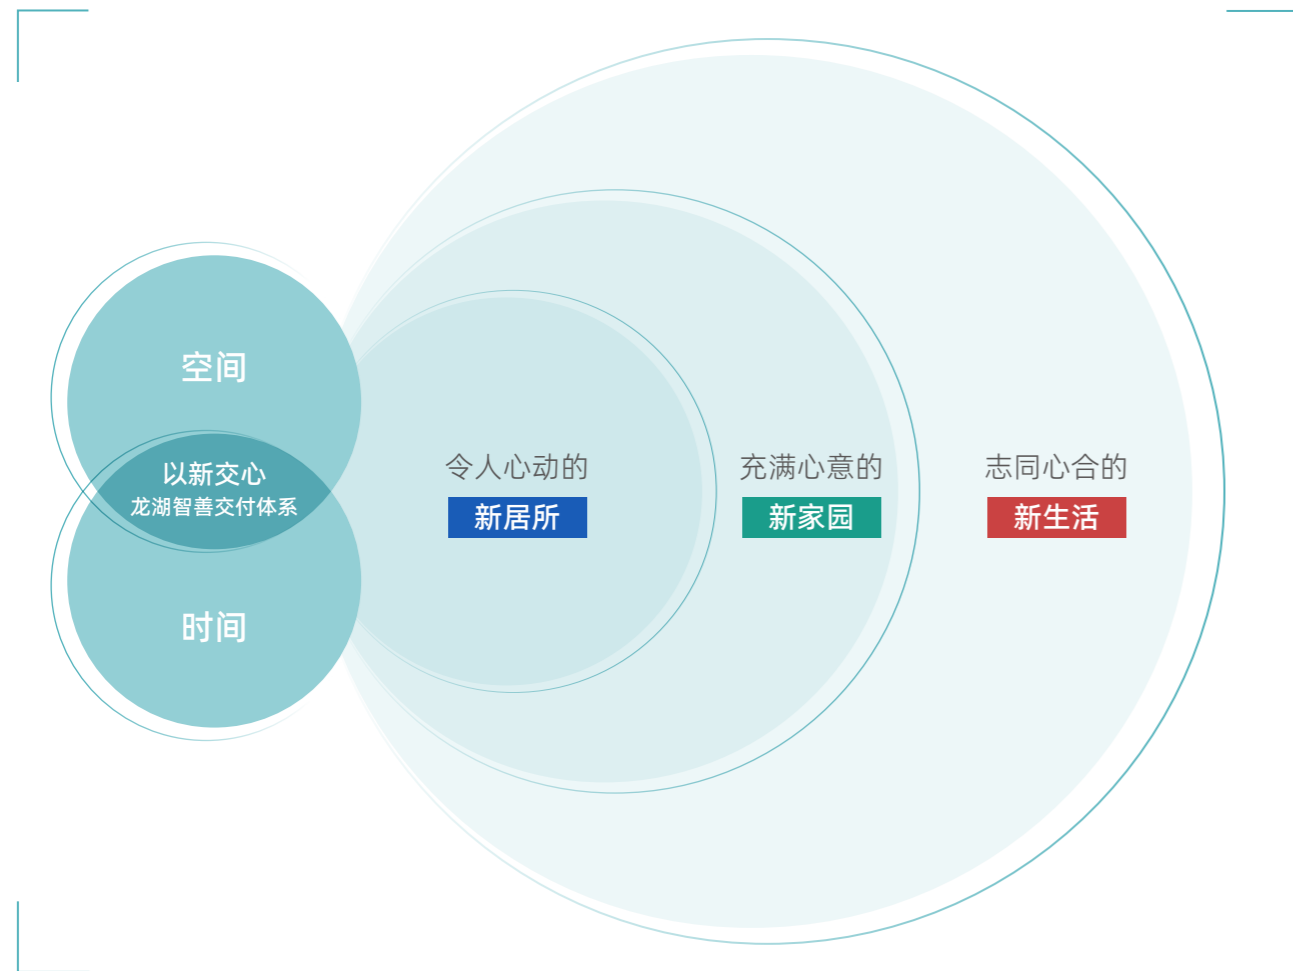 空间
以新交心
龙湖智善交付体系
时间
令人心动的
新居所
充满心意的
新家园
志同心合的
新生活